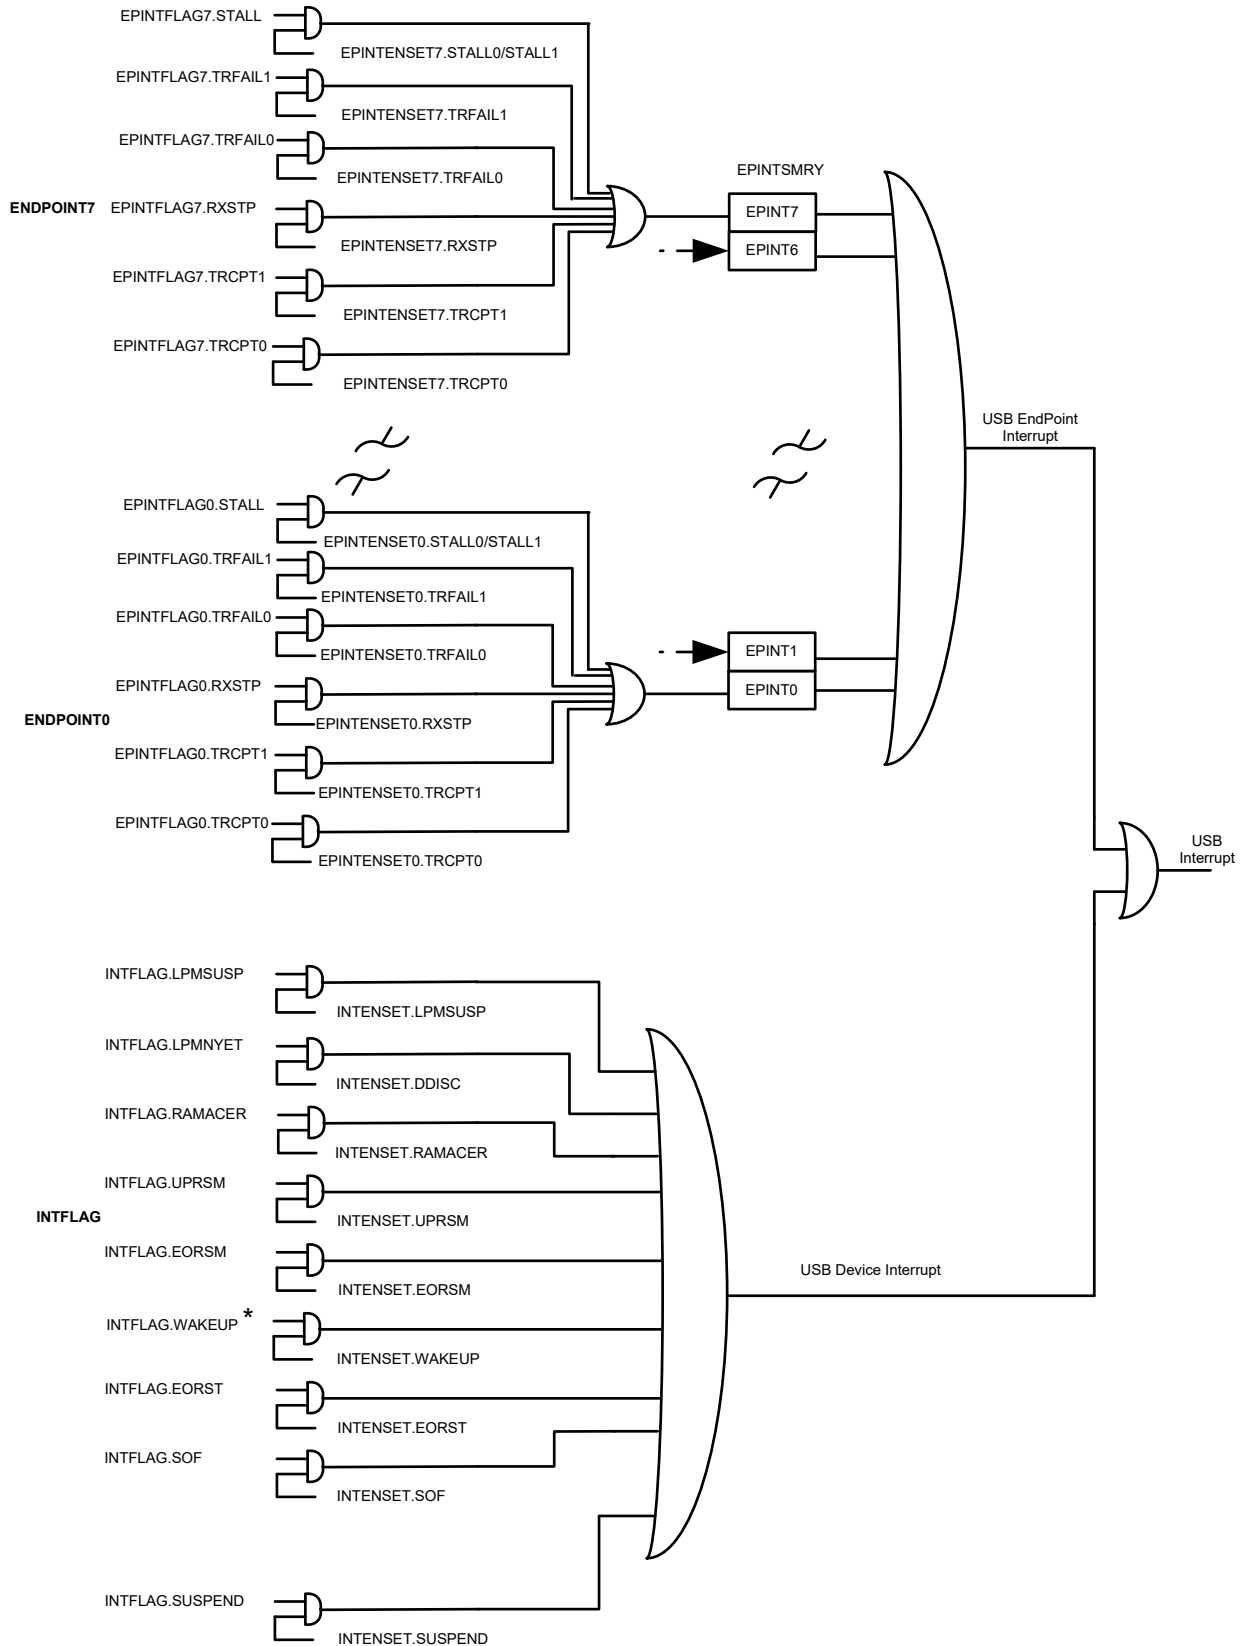 EPINTFLAG7.STALL
EPINTENSET7.STALL0/STALL1
EPINTFLAG7.TRFAIL1
EPINTENSET7.TRFAIL1
EPINTFLAG7.TRFAIL0
EPINTENSET7.TRFAIL0
ENDPOINT7
EPINTFLAG7.RXSTP
EPINTENSET7.RXSTP
EPINTFLAG7.TRCPT1
EPINTENSET7.TRCPT1
EPINTFLAG7.TRCPT0
EPINTENSET7.TRCPT0
EPINTSMRY
EPINT7
EPINT6
USB EndPoint
Interrupt
EPINTFLAG0.STALL
EPINTENSET0.STALL0/STALL1
EPINTFLAG0.TRFAIL1
EPINTENSET0.TRFAIL1
EPINTFLAG0.TRFAIL0
EPINTENSET0.TRFAIL0
EPINTFLAG0.RXSTP
ENDPOINT0
EPINTENSET0.RXSTP
EPINTFLAG0.TRCPT1
EPINTENSET0.TRCPT1
EPINTFLAG0.TRCPT0
EPINTENSET0.TRCPT0
EPINT1
EPINT0
USB
Interrupt
INTFLAG.LPMSUSP
INTENSET.LPMSUSP
INTFLAG.LPMNYET
INTENSET.DDISC
INTFLAG.RAMACER
INTENSET.RAMACER
INTFLAG.UPRSM
INTFLAG
INTENSET.UPRSM
INTFLAG.EORSM
INTENSET.EORSM
INTFLAG.WAKEUP *
INTENSET.WAKEUP
INTFLAG.EORST
INTENSET.EORST
INTFLAG.SOF
INTENSET.SOF
INTFLAG.SUSPEND
INTENSET.SUSPEND
USB Device Interrupt